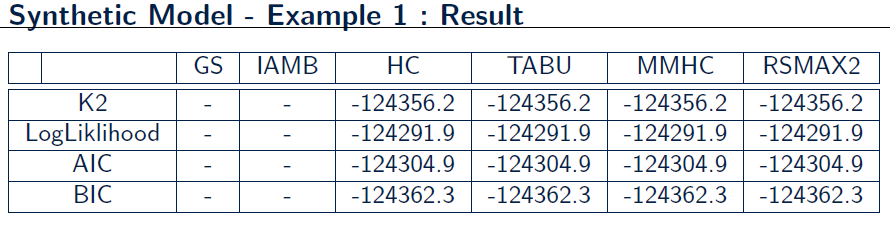 Synthetic Model - Example 1 : Result
GS IAMB HC TABU MMHC RSMAX2
K2 - - -124356.2 -124356.2 -124356.2 -124356.2
LogLiklihood - - -124291.9 -124291.9 -124291.9 -124291.9
AIC - - -124304.9 -124304.9 -124304.9 -124304.9
BIC - - -124362.3 -124362.3 -124362.3 -124362.3